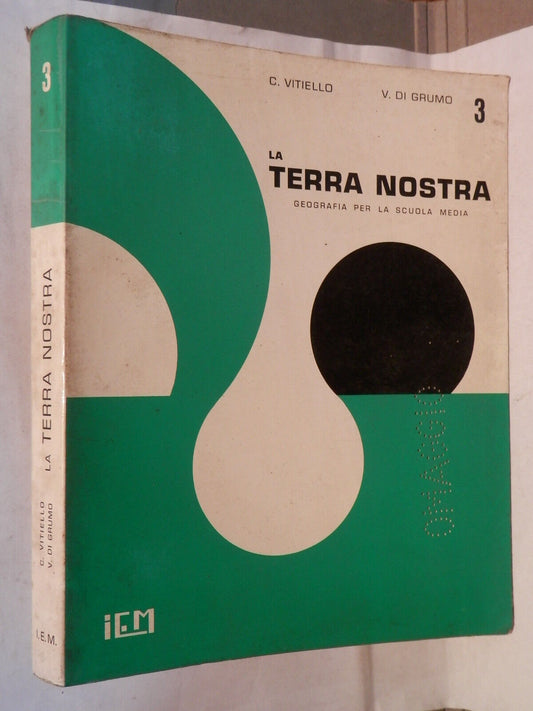 C. VITIELLO V. DI GRUMO 3
LA
TERRA NOSTRA
GEOGRAFIA PER LA SCUOLA MEDIA
OMAGGIO
iEM
3
LA TERRA NOSTRA
C. VITIELLO
V. DI GRUMO
I.E.M.